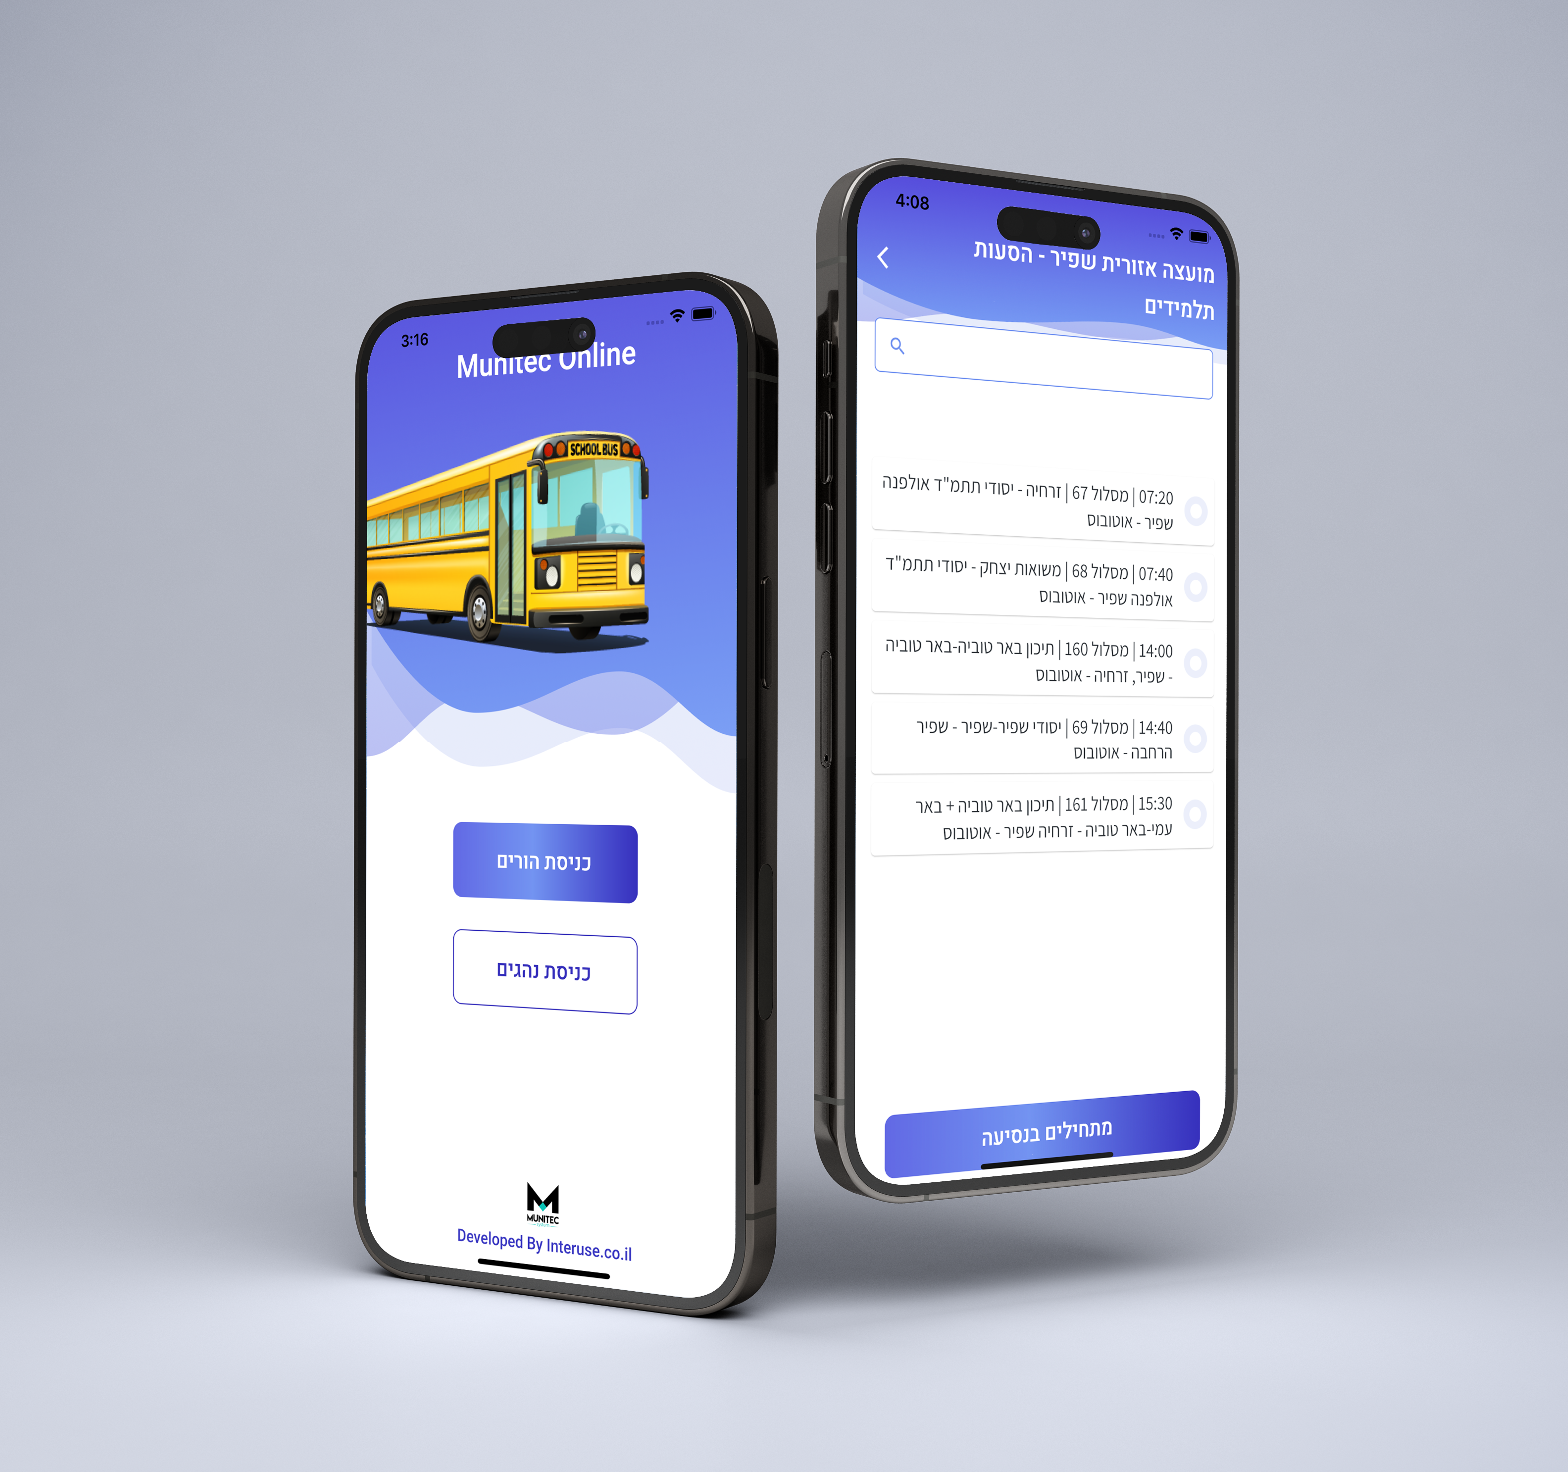 3:16
Munitec Online
SCHOOL BUS
כניסת הורים
כניסת נהגים
MUNITEC
Developed By Interuse.co.il
4:08
מועצה אזורית שפיר - הסעות
תלמידים
07:20 | מסלול 67 | זרחיה - יסודי תתמ"ד אולפנה
שפיר - אוטובוס
07:40 | מסלול 68 | משואות יצחק - יסודי תתמ"ד
אולפנה שפיר - אוטובוס
14:00 | מסלול 160 | תיכון באר טוביה-באר טוביה
- שפיר, זרחיה - אוטובוס
14:40 | מסלול 69 | יסודי שפיר-שפיר - שפיר
הרחבה - אוטובוס
15:30 | מסלול 161 | תיכון באר טוביה + באר
עמי-באר טוביה - זרחיה שפיר - אוטובוס
מתחילים בנסיעה